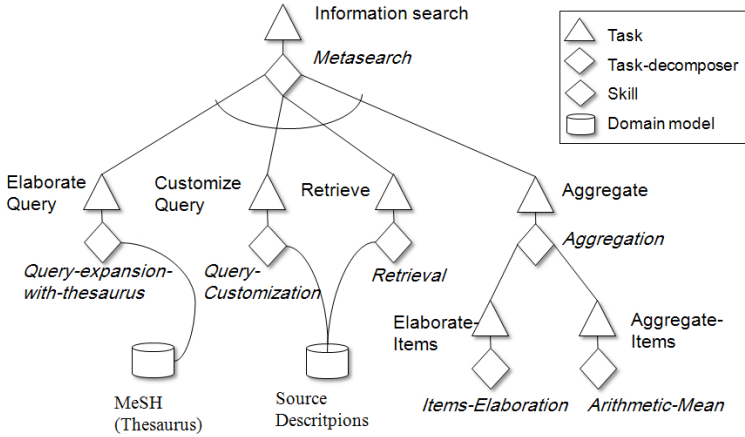 Information search
Metasearch
Task
Task-decomposer
Skill
Domain model
Elaborate
Query
Customize
Query
Retrieve
Aggregate
Query-expansion-
with-thesaurus
Query-
Customization
Retrieval
Aggregation
Elaborate-
Items
Aggregate-
Items
MeSH
(Thesaurus)
Source
Descritpions
Items-Elaboration
Arithmetic-Mean